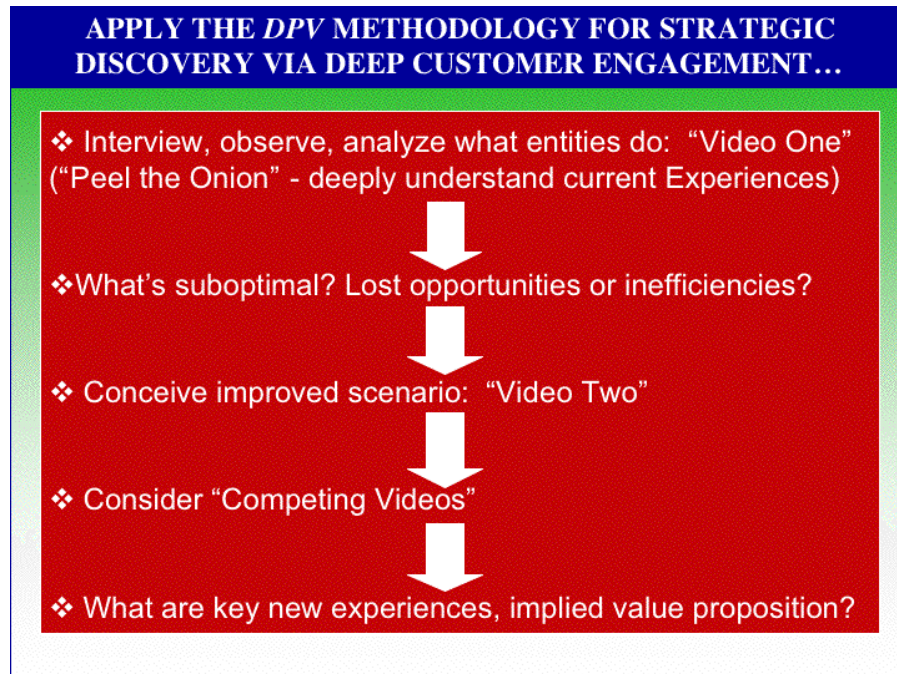 APPLY THE DPV METHODOLOGY FOR STRATEGIC
DISCOVERY VIA DEEP CUSTOMER ENGAGEMENT…
❖ Interview, observe, analyze what entities do:  “Video One”
(“Peel the Onion” - deeply understand current Experiences)
❖What’s suboptimal? Lost opportunities or inefficiencies?
❖ Conceive improved scenario:  “Video Two”
❖ Consider “Competing Videos”
❖ What are key new experiences, implied value proposition?